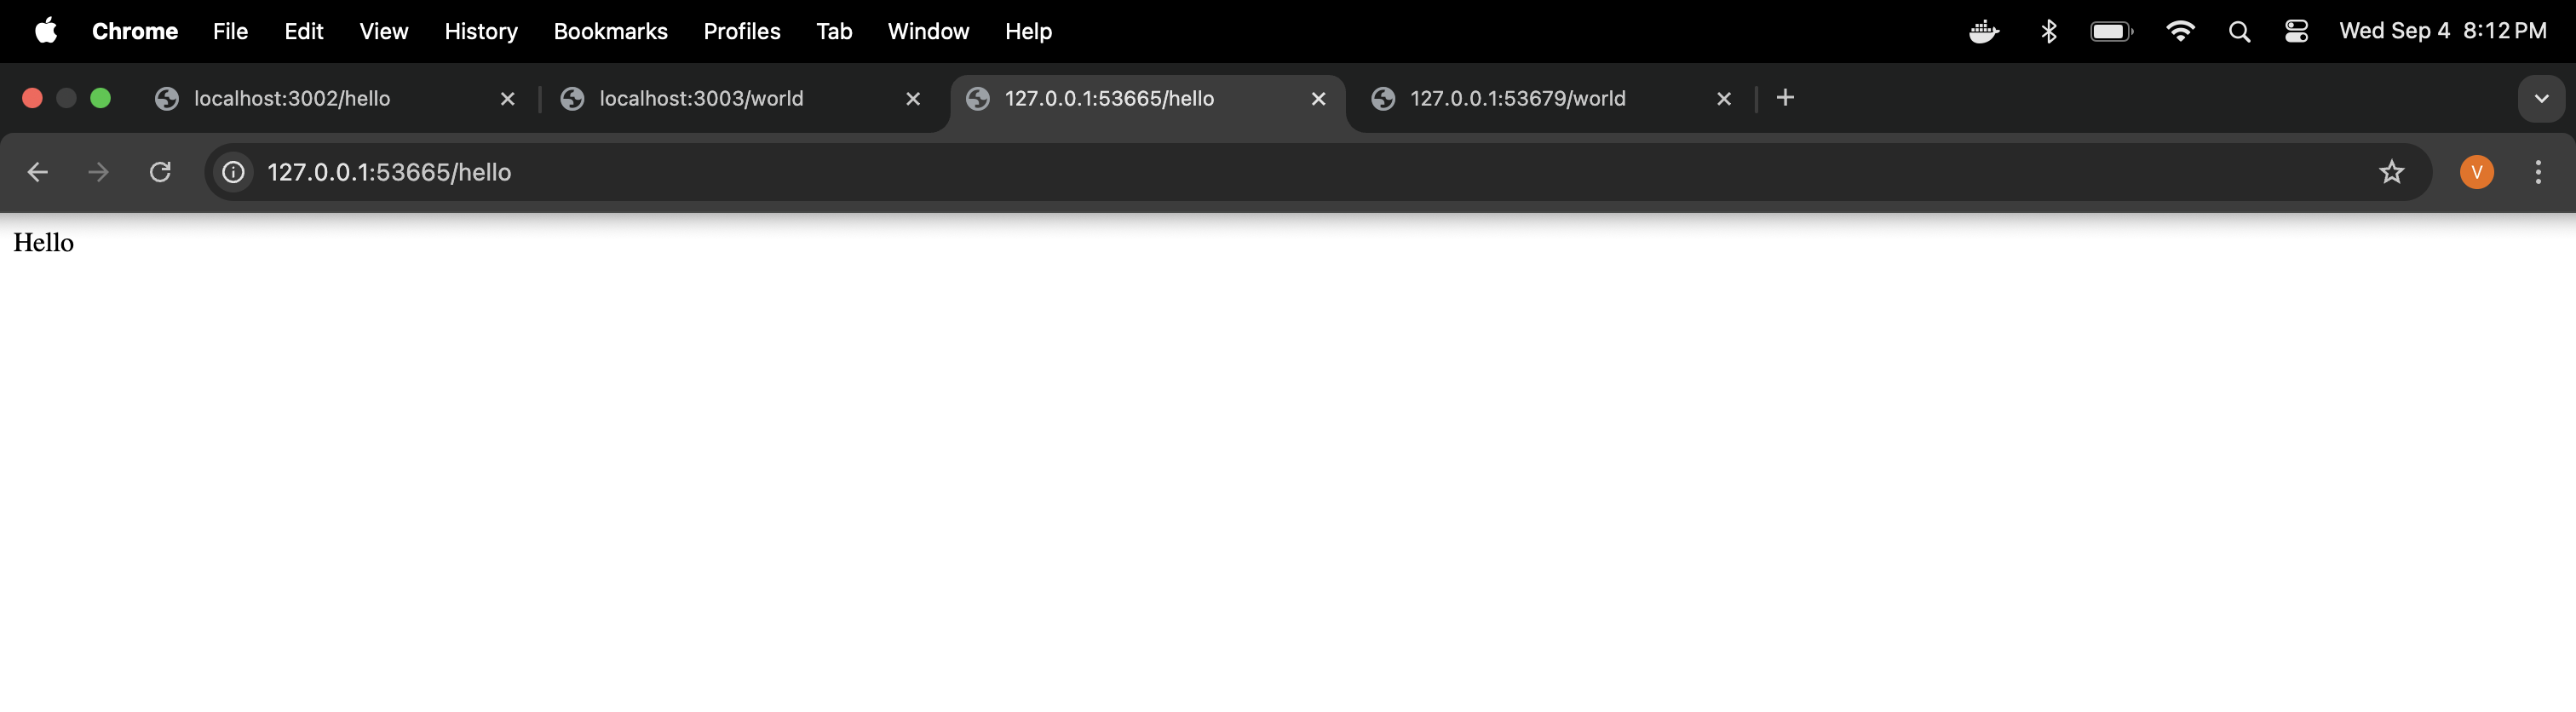 Chrome File Edit View History Bookmarks Profiles Tab Window Help Wed Sep 4 8:12 PM
localhost:3002/hello localhost:3003/world 127.0.0.1:53665/hello 127.0.0.1:53679/world
127.0.0.1:53665/hello V
Hello